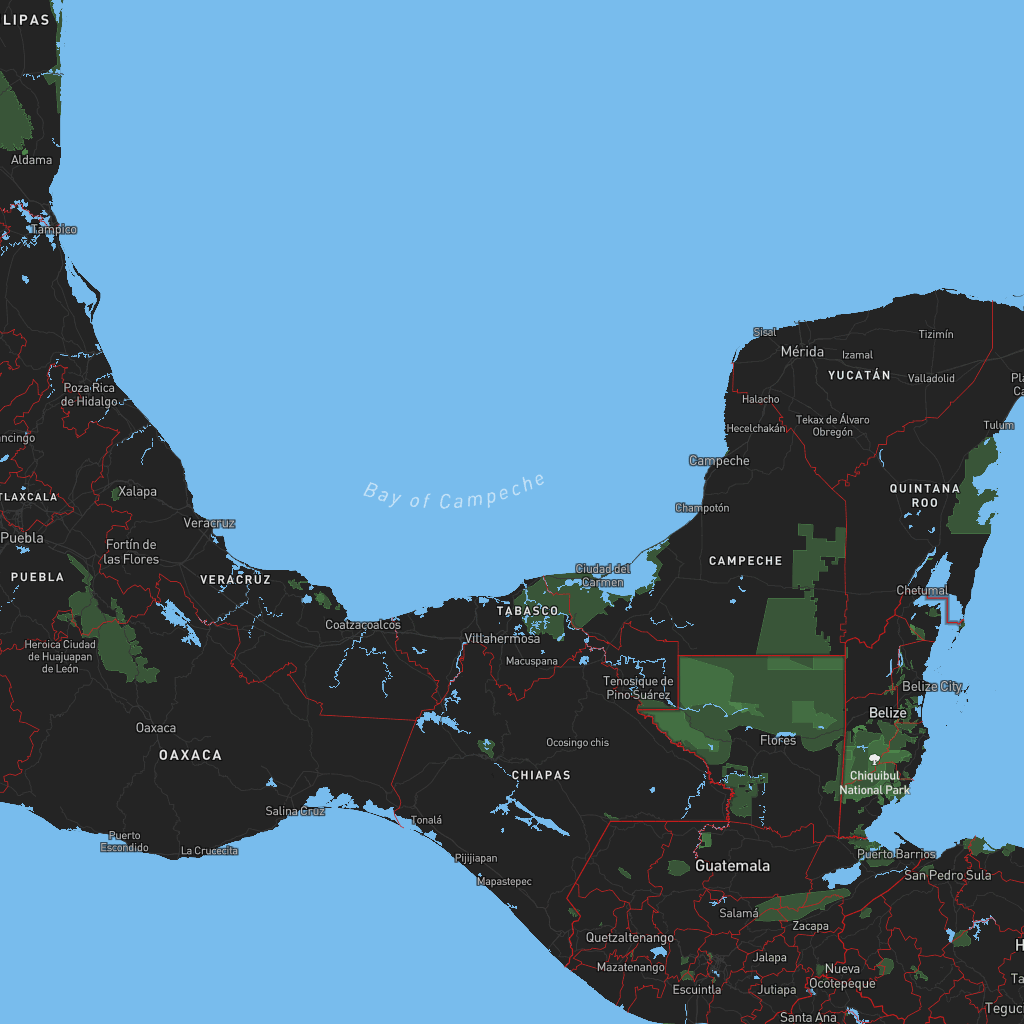 LIPAS
Aldama
Tampico
Sisal
Mérida
Izamal
Tizimín
YUCATÁN
Valladolid
Poza Rica
de Hidalgo
Halacho
Tekax de Álvaro
Obregón
Hecelchakán
Tulum
ancingo
Campeche
Bay of Campeche
Xalapa
TLAXCALA
QUINTANA
ROO
Champotón
Veracruz
Puebla
Fortín de
las Flores
CAMPECHE
Ciudad del
Carmen
PUEBLA
VERACRUZ
Chetumal
TABASCO
Coatzacoalcos
Villahermosa
Heroica Ciudad
de Huajuapan
de León
Macuspana
Tenosique de
Pino Suárez
Belize City
Belize
Oaxaca
Ocosingo chis
Flores
OAXACA
CHIAPAS
Chiquibul
National Park
Salina Cruz
Tonalá
Puerto
Escondido
La Crucecita
Pijijiapan
Puerto Barrios
Guatemala
San Pedro Sula
Mapastepec
Salamá
Zacapa
Quetzaltenango
Jalapa
Mazatenango
Nueva
Ocotepeque
Escuintla
Jutiapa
Santa Ana
Teguc